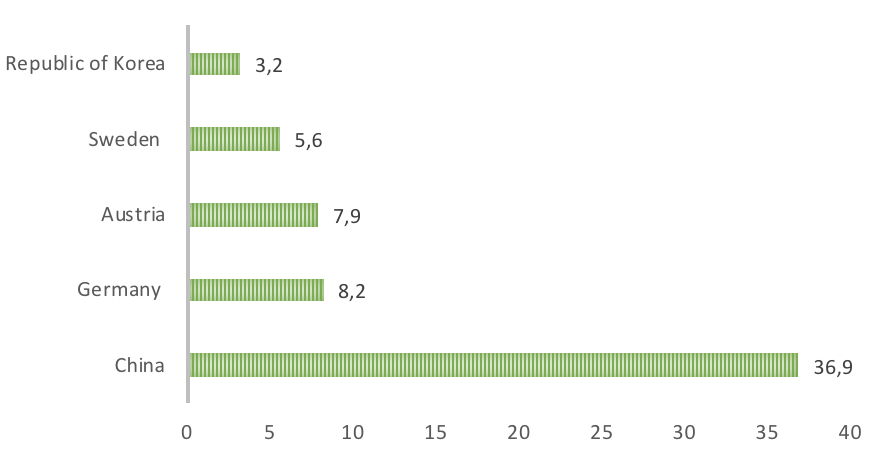 Republic of Korea 3,2
Sweden 5,6
Austria 7,9
Germany 8,2
China 36,9
0 5 10 15 20 25 30 35 40